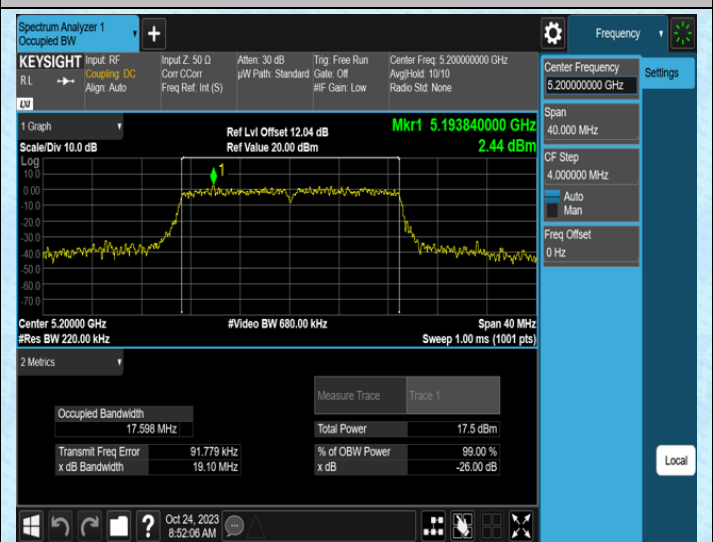 Spectrum Analyzer 1
Occupied BW
Frequency
KEYSIGHT Input: RF Input Z: 50 Ω Atten: 30 dB Trig: Free Run Center Freq: 5.200000000 GHz
RL Coupling: DC Corr CCorr µW Path: Standard Gate: Off Avg|Hold: 10/10
Align: Auto Freq Ref: Int (S) #IF Gain: Low Radio Std: None
LXI
1 Graph
Ref Lvl Offset 12.04 dB
Mkr1 5.193840000 GHz
Scale/Div 10.0 dB Ref Value 20.00 dBm 2.44 dBm
Log
10.0
0.00
-10.0
-20.0
-30.0
-40.0
-50.0
-60.0
-70.0
1
Center 5.20000 GHz #Video BW 680.00 kHz Span 40 MHz
#Res BW 220.00 kHz Sweep 1.00 ms (1001 pts)
2 Metrics
Measure Trace Trace 1
Occupied Bandwidth
17.598 MHz Total Power 17.5 dBm
Transmit Freq Error 91.779 kHz % of OBW Power 99.00 %
x dB Bandwidth 19.10 MHz x dB -26.00 dB
Center Frequency
5.200000000 GHz
Settings
Span
40.000 MHz
CF Step
4.000000 MHz
Auto
Man
Freq Offset
0 Hz
Local
?
Oct 24, 2023
8:52:06 AM